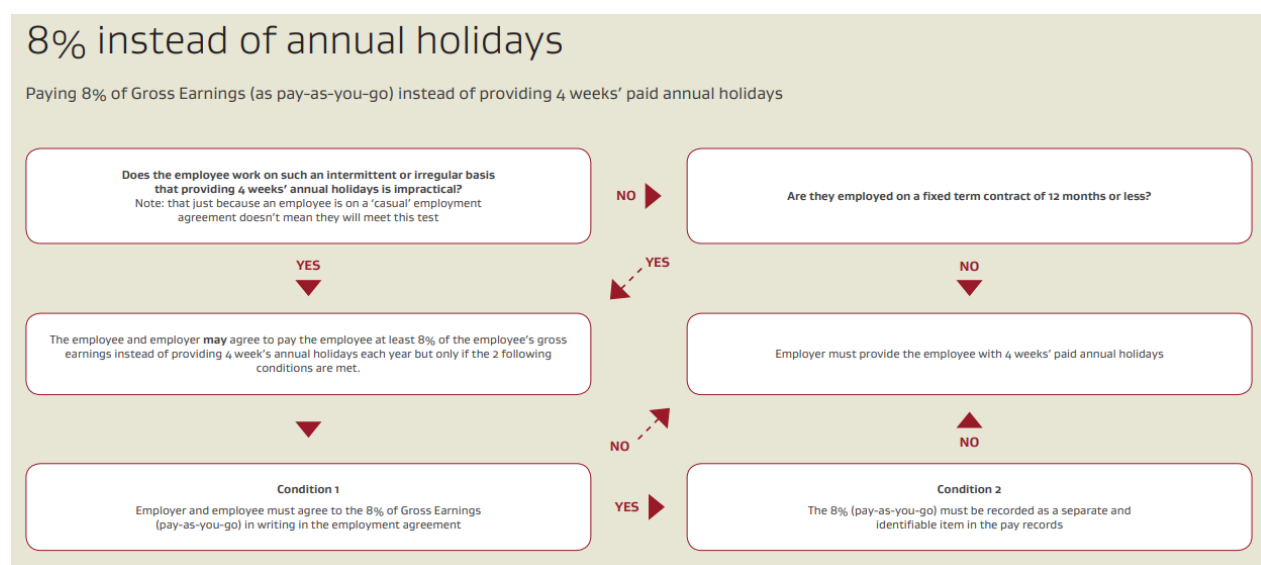 8% instead of annual holidays
Paying 8% of Gross Earnings (as pay-as-you-go) instead of providing 4 weeks’ paid annual holidays
Does the employee work on such an intermittent or irregular basis
that providing 4 weeks’ annual holidays is impractical?
Note: that just because an employee is on a ‘casual’ employment
agreement doesn’t mean they will meet this test
NO
Are they employed on a fixed term contract of 12 months or less?
YES
YES
NO
The employee and employer may agree to pay the employee at least 8% of the employee’s gross
earnings instead of providing 4 week’s annual holidays each year but only if the 2 following
conditions are met.
Employer must provide the employee with 4 weeks’ paid annual holidays
NO
NO
Condition 1
Employer and employee must agree to the 8% of Gross Earnings
(pay-as-you-go) in writing in the employment agreement
YES
Condition 2
The 8% (pay-as-you-go) must be recorded as a separate and
identifiable item in the pay records